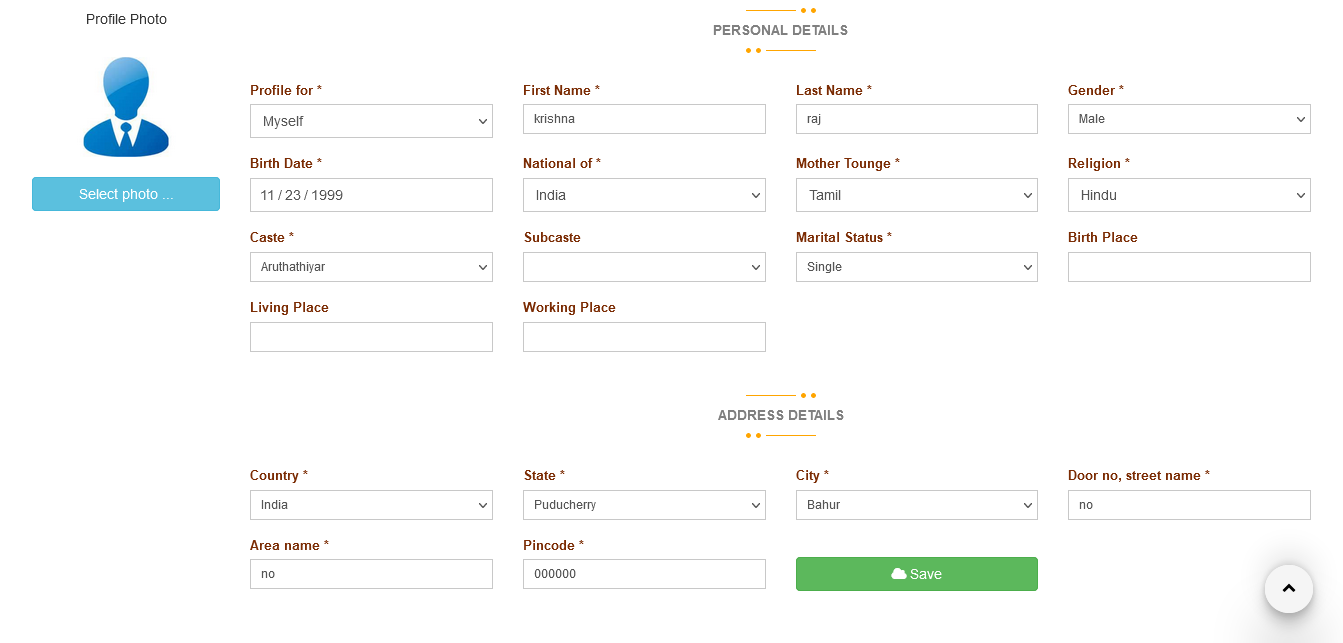 Profile Photo
Select photo ...
PERSONAL DETAILS
Profile for * First Name * Last Name * Gender *
Myself krishna raj Male
Birth Date * National of * Mother Tounge * Religion *
11 / 23 / 1999 India Tamil Hindu
Caste * Subcaste Marital Status * Birth Place
Aruthathiyar Single
Living Place Working Place
ADDRESS DETAILS
Country * State * City * Door no, street name *
India Puducherry Bahur no
Area name * Pincode *
no 000000 Save